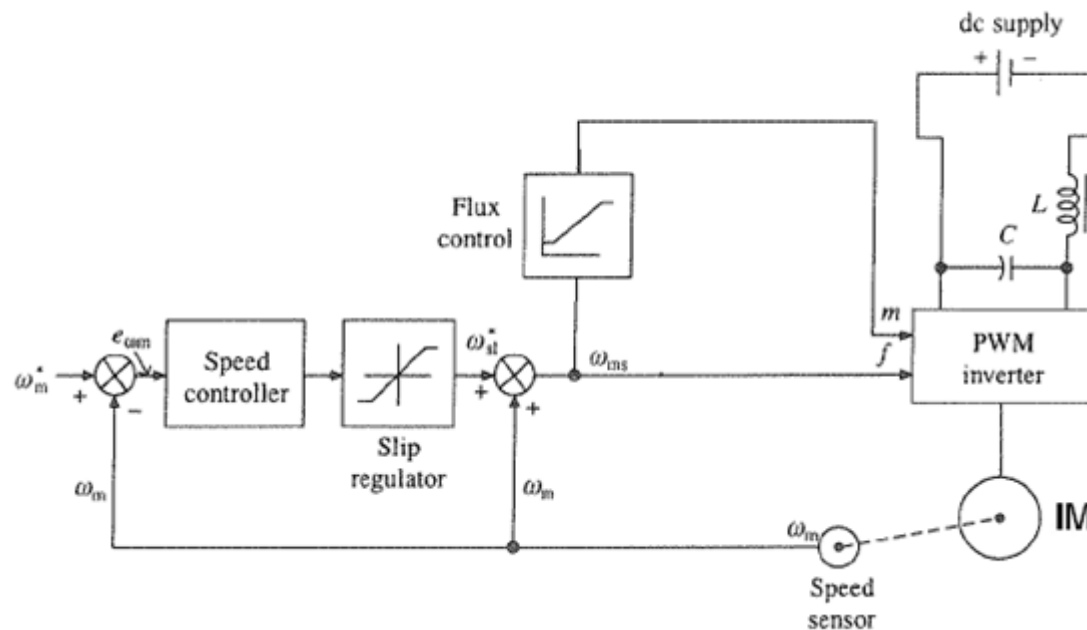 dc supply
+ −
Flux
control
L
C
m
f
PWM
inverter
e_ωm
ω*_m
+
−
Speed
controller
Slip
regulator
ω*_sl
+
+
ω_ms
ω_m
ω_m
ω_m
Speed
sensor
IM